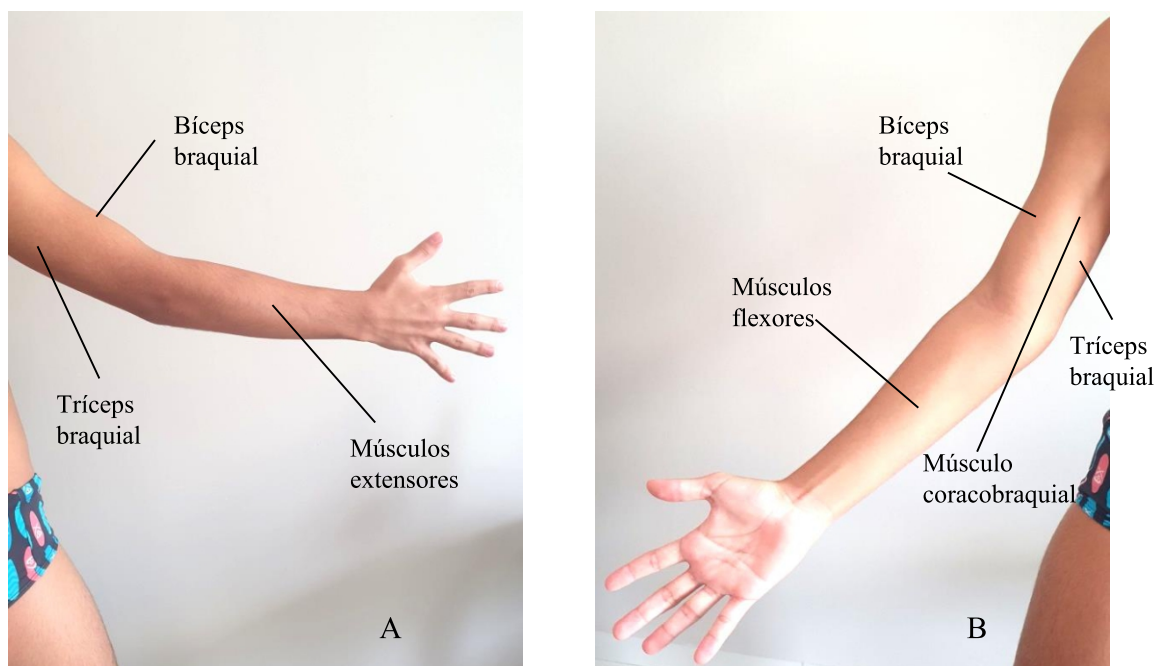 Bíceps
braquial
Tríceps
braquial
Músculos
extensores
A
Bíceps
braquial
Músculos
flexores
Tríceps
braquial
Músculo
coracobraquial
B